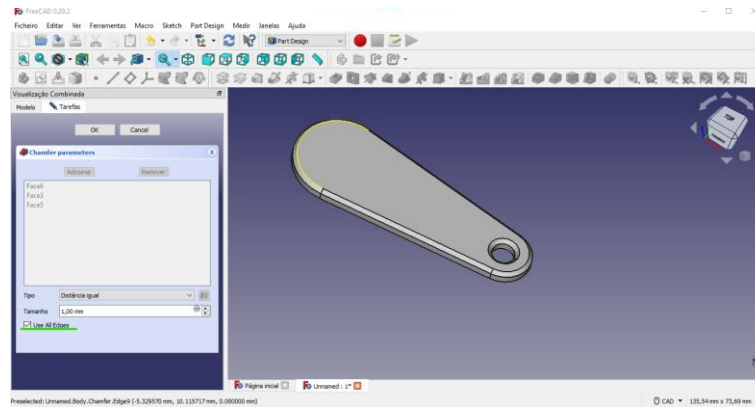 FreeCAD 0.20.2
Ficheiro Editar Ver Ferramentas Macro Sketch Part Design Medir Janelas Ajuda
Part Design
Visualização Combinada
Modelo Tarefas
OK Cancel
Chamfer parameters
Adicionar Remover
Face6
Face3
Face5
Tipo Distância igual
Tamanho 1,00 mm
Use All Edges
TOP
Página inicial Unnamed : 1*
Preselected: Unnamed.Body.Chamfer.Edge9 (-5.329570 mm, 10.115717 mm, 0.000000 mm) CAD 135,54 mm x 73,69 mm